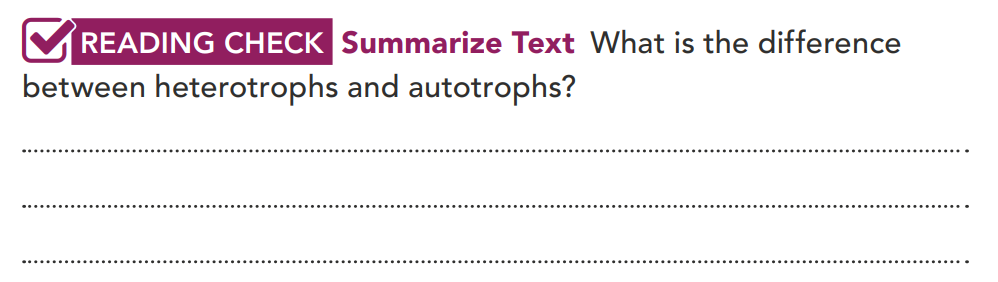 READING CHECK Summarize Text What is the difference
between heterotrophs and autotrophs?